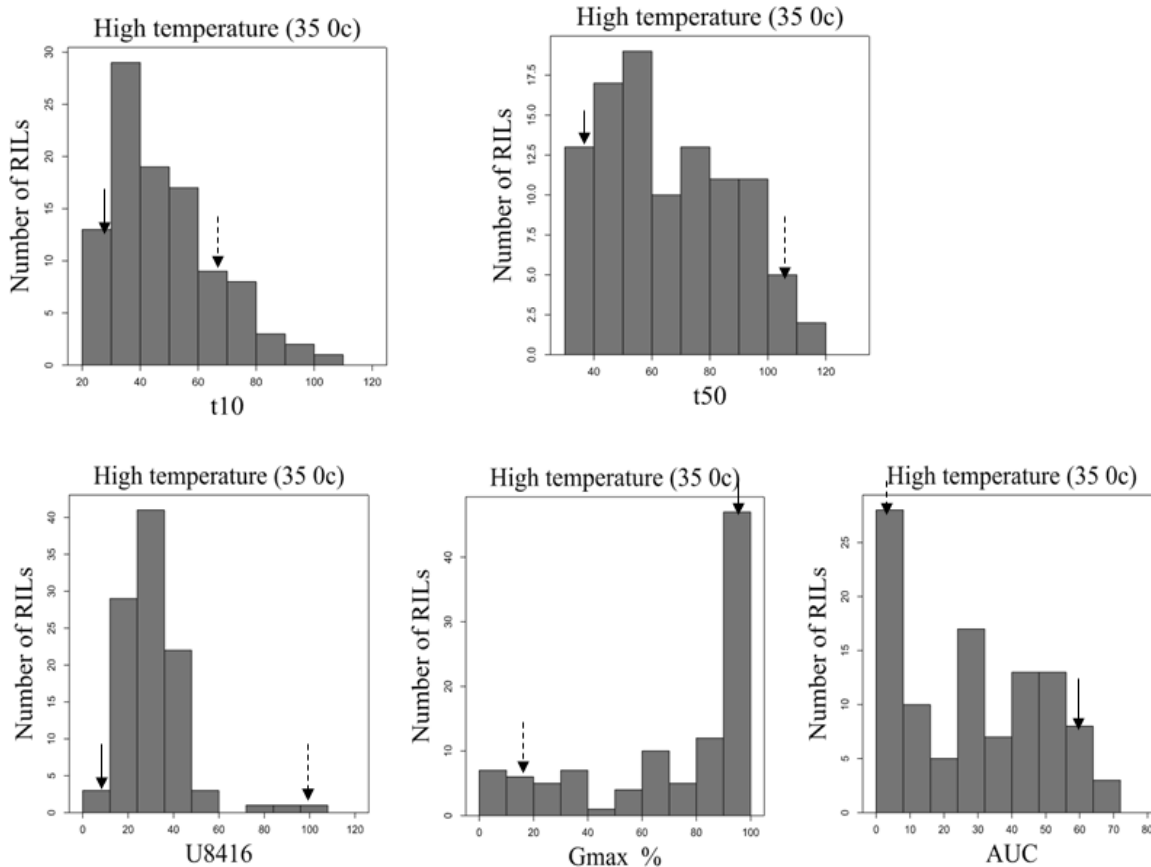 High temperature (35 0c)
Number of RILs
0 5 10 15 20 25 30
20 40 60 80 100 120
t10
High temperature (35 0c)
Number of RILs
0.0 2.5 5.0 7.5 10.0 12.5 15.0 17.5
40 60 80 100 120
t50
High temperature (35 0c)
Number of RILs
0 5 10 15 20 25 30 35 40
0 20 40 60 80 100 120
U8416
High temperature (35 0c)
Number of RILs
0 10 20 30 40
0 20 40 60 80 100
Gmax %
High temperature (35 0c)
Number of RILs
0 5 10 15 20 25
0 10 20 30 40 50 60 70 80
AUC